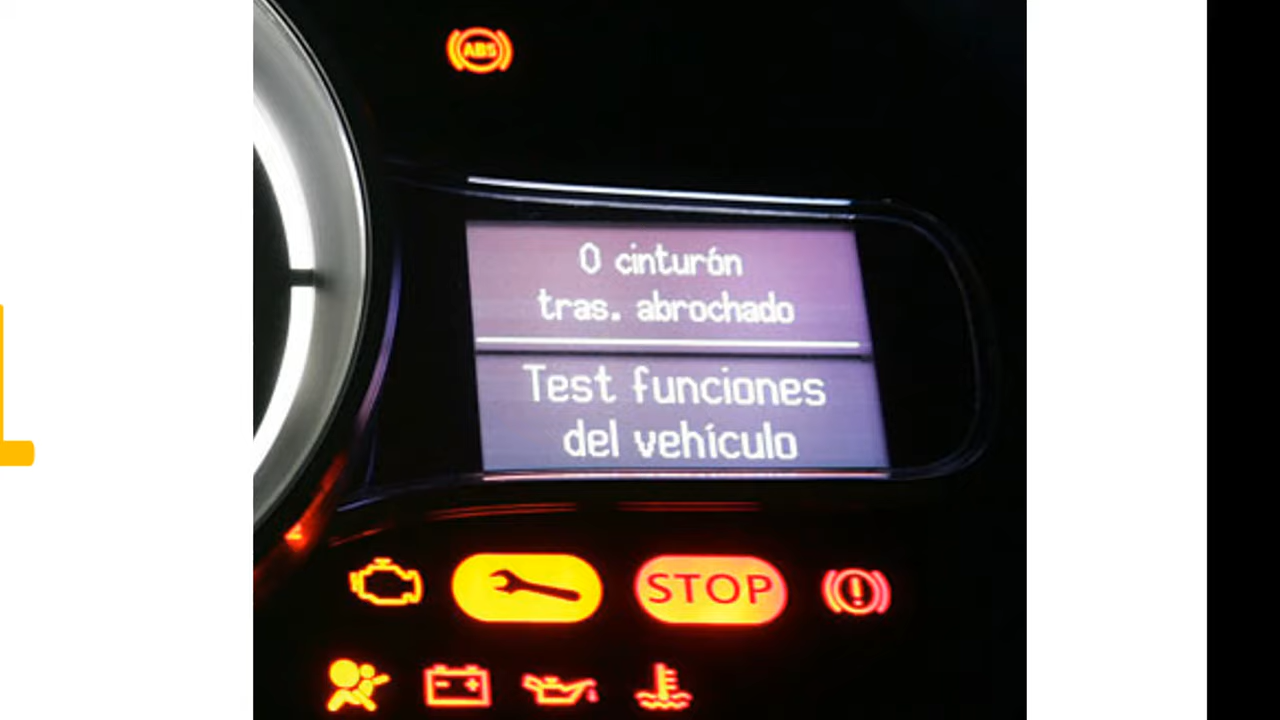 ABS
0 cinturón
tras. abrochado
Test funciones
del vehículo
STOP